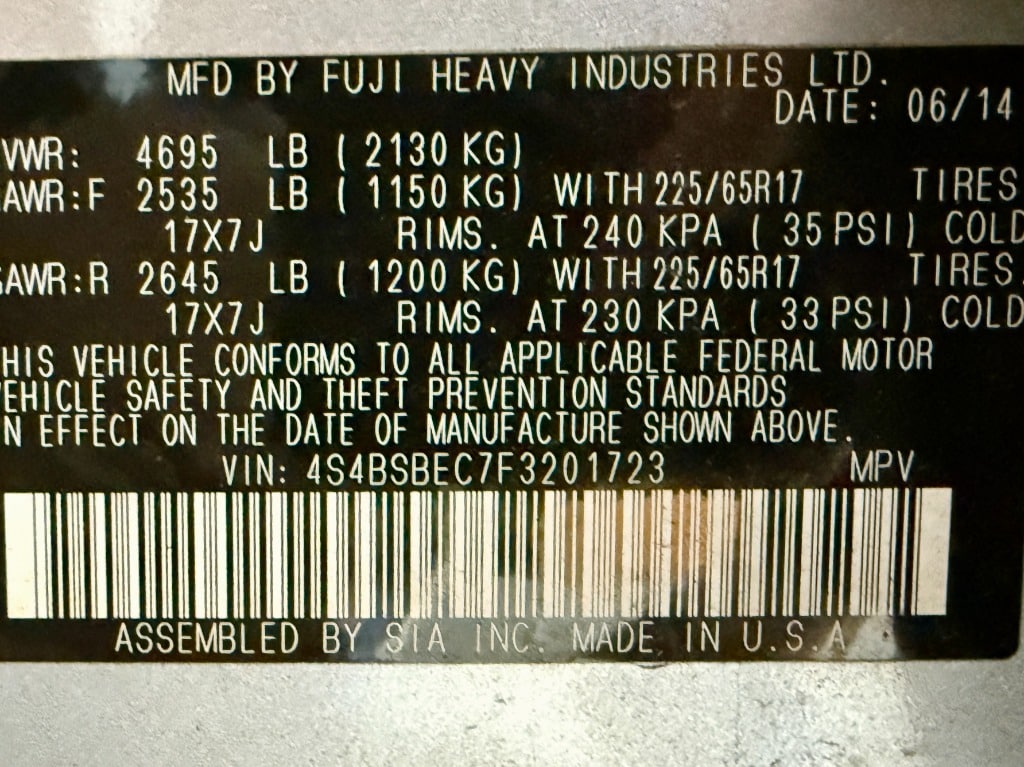 MFD BY FUJI HEAVY INDUSTRIES LTD.
DATE: 06/14
VWR: 4695 LB ( 2130 KG)
AWR:F 2535 LB ( 1150 KG) WITH 225/65R17 TIRES
17X7J RIMS. AT 240 KPA ( 35 PSI) COLD
GAWR:R 2645 LB ( 1200 KG) WITH 225/65R17 TIRES.
17X7J RIMS. AT 230 KPA ( 33 PSI) COLD
HIS VEHICLE CONFORMS TO ALL APPLICABLE FEDERAL MOTOR
VEHICLE SAFETY AND THEFT PREVENTION STANDARDS
N EFFECT ON THE DATE OF MANUFACTURE SHOWN ABOVE.
VIN: 4S4BSBEC7F3201723 MPV
ASSEMBLED BY SIA INC. MADE IN U.S.A